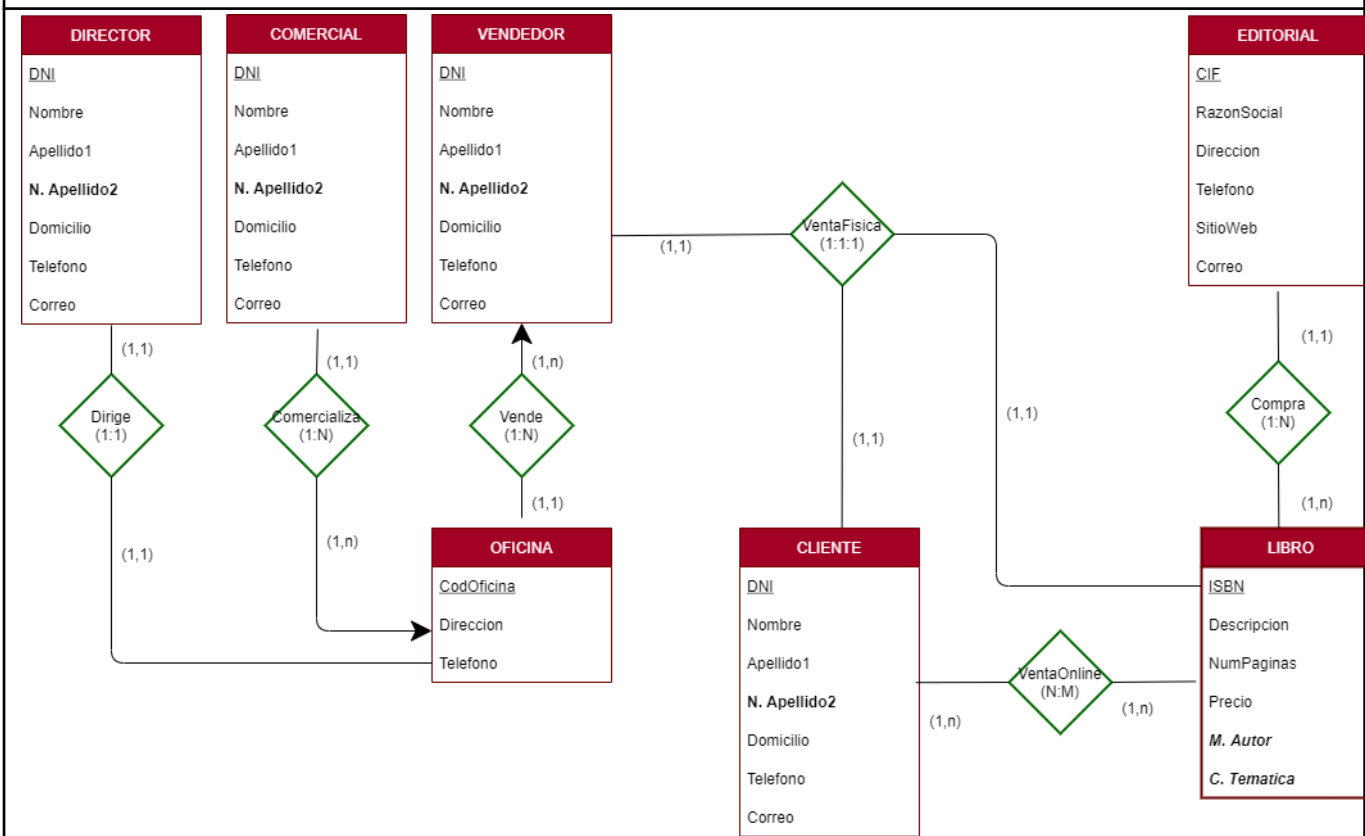 DIRECTOR
DNI
Nombre
Apellido1
N. Apellido2
Domicilio
Telefono
Correo
COMERCIAL
DNI
Nombre
Apellido1
N. Apellido2
Domicilio
Telefono
Correo
VENDEDOR
DNI
Nombre
Apellido1
N. Apellido2
Domicilio
Telefono
Correo
EDITORIAL
CIF
RazonSocial
Direccion
Telefono
SitioWeb
Correo
(1,1)
VentaFisica
(1:1:1)
(1,1)
(1,1)
(1,1)
Dirige
(1:1)
(1,1)
(1,1)
Comercializa
(1:N)
(1,n)
(1,n)
Vende
(1:N)
(1,1)
(1,1)
Compra
(1:N)
(1,n)
OFICINA
CodOficina
Direccion
Telefono
CLIENTE
DNI
Nombre
Apellido1
N. Apellido2
Domicilio
Telefono
Correo
VentaOnline
(N:M)
(1,n)
(1,n)
LIBRO
ISBN
Descripcion
NumPaginas
Precio
M. Autor
C. Tematica